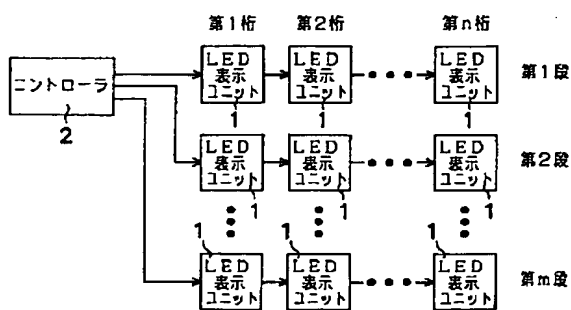 第1桁 第2桁 第n桁
コントローラ
2
LED
表示
ユニット
1
LED
表示
ユニット
1
LED
表示
ユニット
1
第1段
LED
表示
ユニット
1
LED
表示
ユニット
1
LED
表示
ユニット
1
第2段
1
LED
表示
ユニット
1
LED
表示
ユニット
1
LED
表示
ユニット
第m段